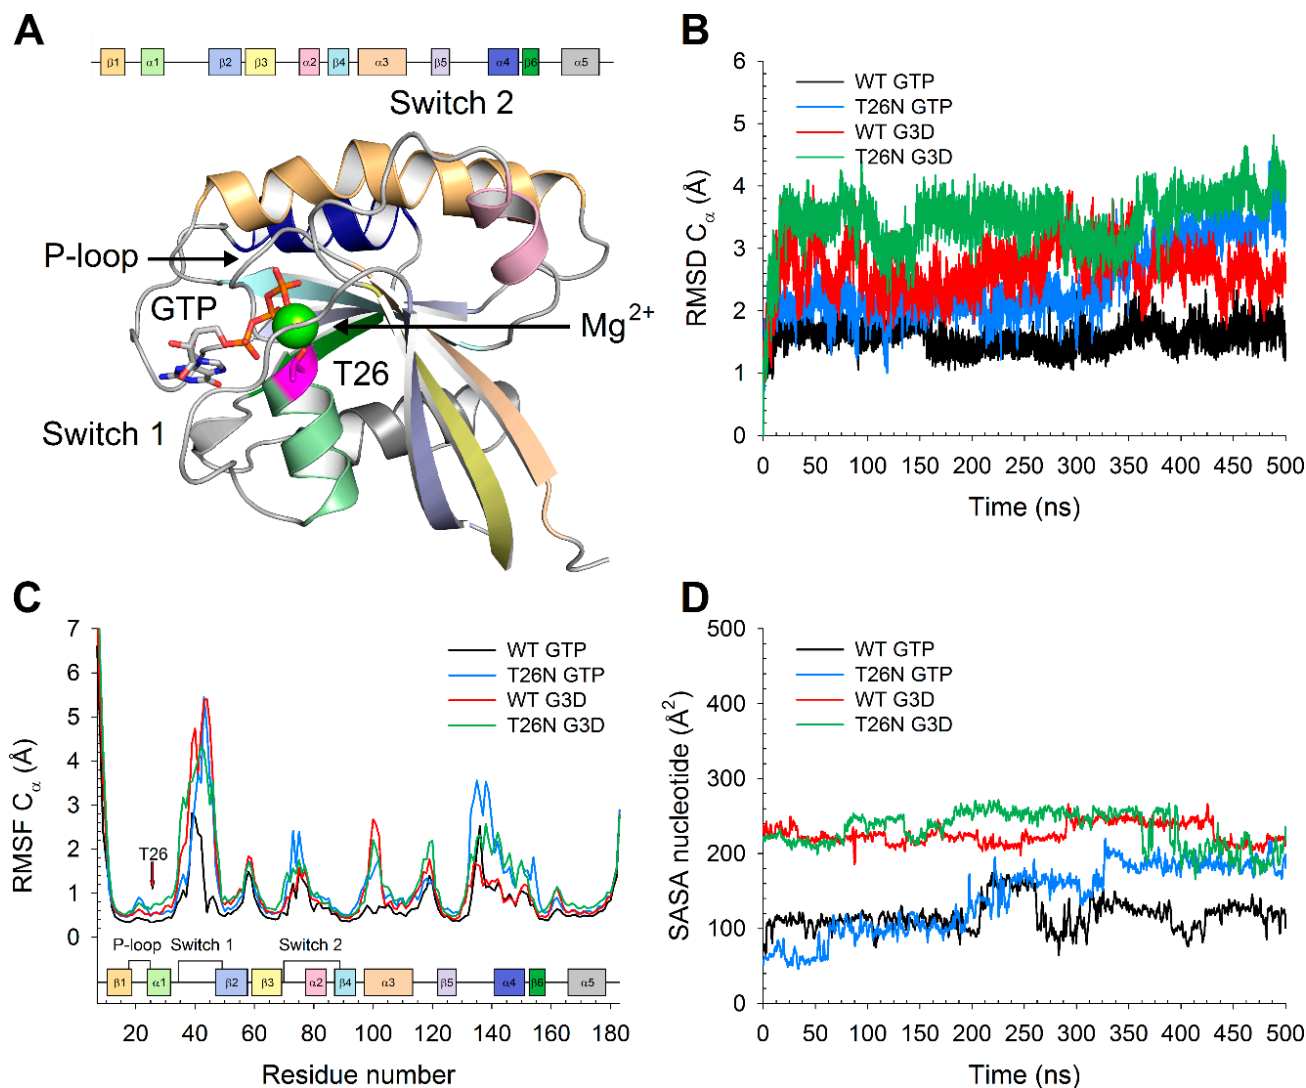 A
β1 α1 β2 β3 α2 β4 α3 β5 α4 β6 α5
Switch 2
P-loop
GTP
Mg2+
T26
Switch 1
B
6
5
4
3
2
1
0
RMSD Cα (Å)
WT GTP
T26N GTP
WT G3D
T26N G3D
0 50 100 150 200 250 300 350 400 450 500
Time (ns)
C
7
6
5
4
3
2
1
0
RMSF Cα (Å)
WT GTP
T26N GTP
WT G3D
T26N G3D
T26
P-loop Switch 1 Switch 2
β1 α1 β2 β3 α2 β4 α3 β5 α4 β6 α5
20 40 60 80 100 120 140 160 180
Residue number
D
500
400
300
200
100
0
SASA nucleotide (Å2)
WT GTP
T26N GTP
WT G3D
T26N G3D
0 50 100 150 200 250 300 350 400 450 500
Time (ns)